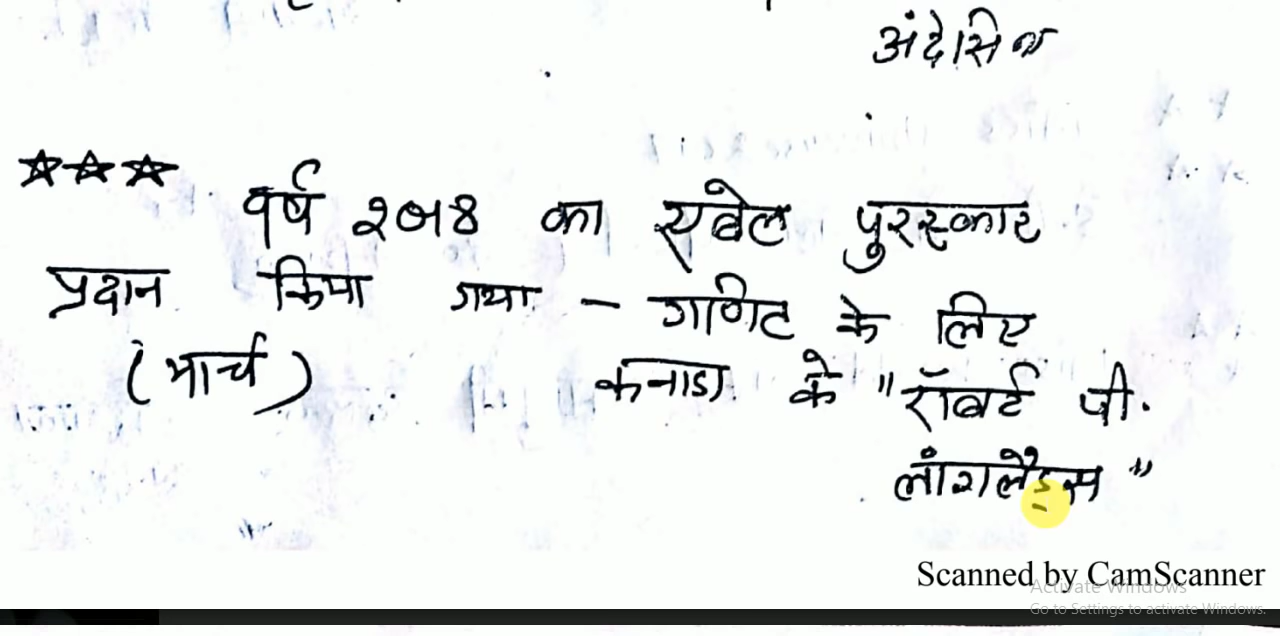 अंदेसिय
वर्ष 2018 का एबेल पुरस्कार
प्रदान किया गया - गणित के लिए
(मार्च) कनाडा के "रॉबर्ट पी.
लांगलैंड्स"
Scanned by CamScanner
Activate Windows
Go to Settings to activate Windows.